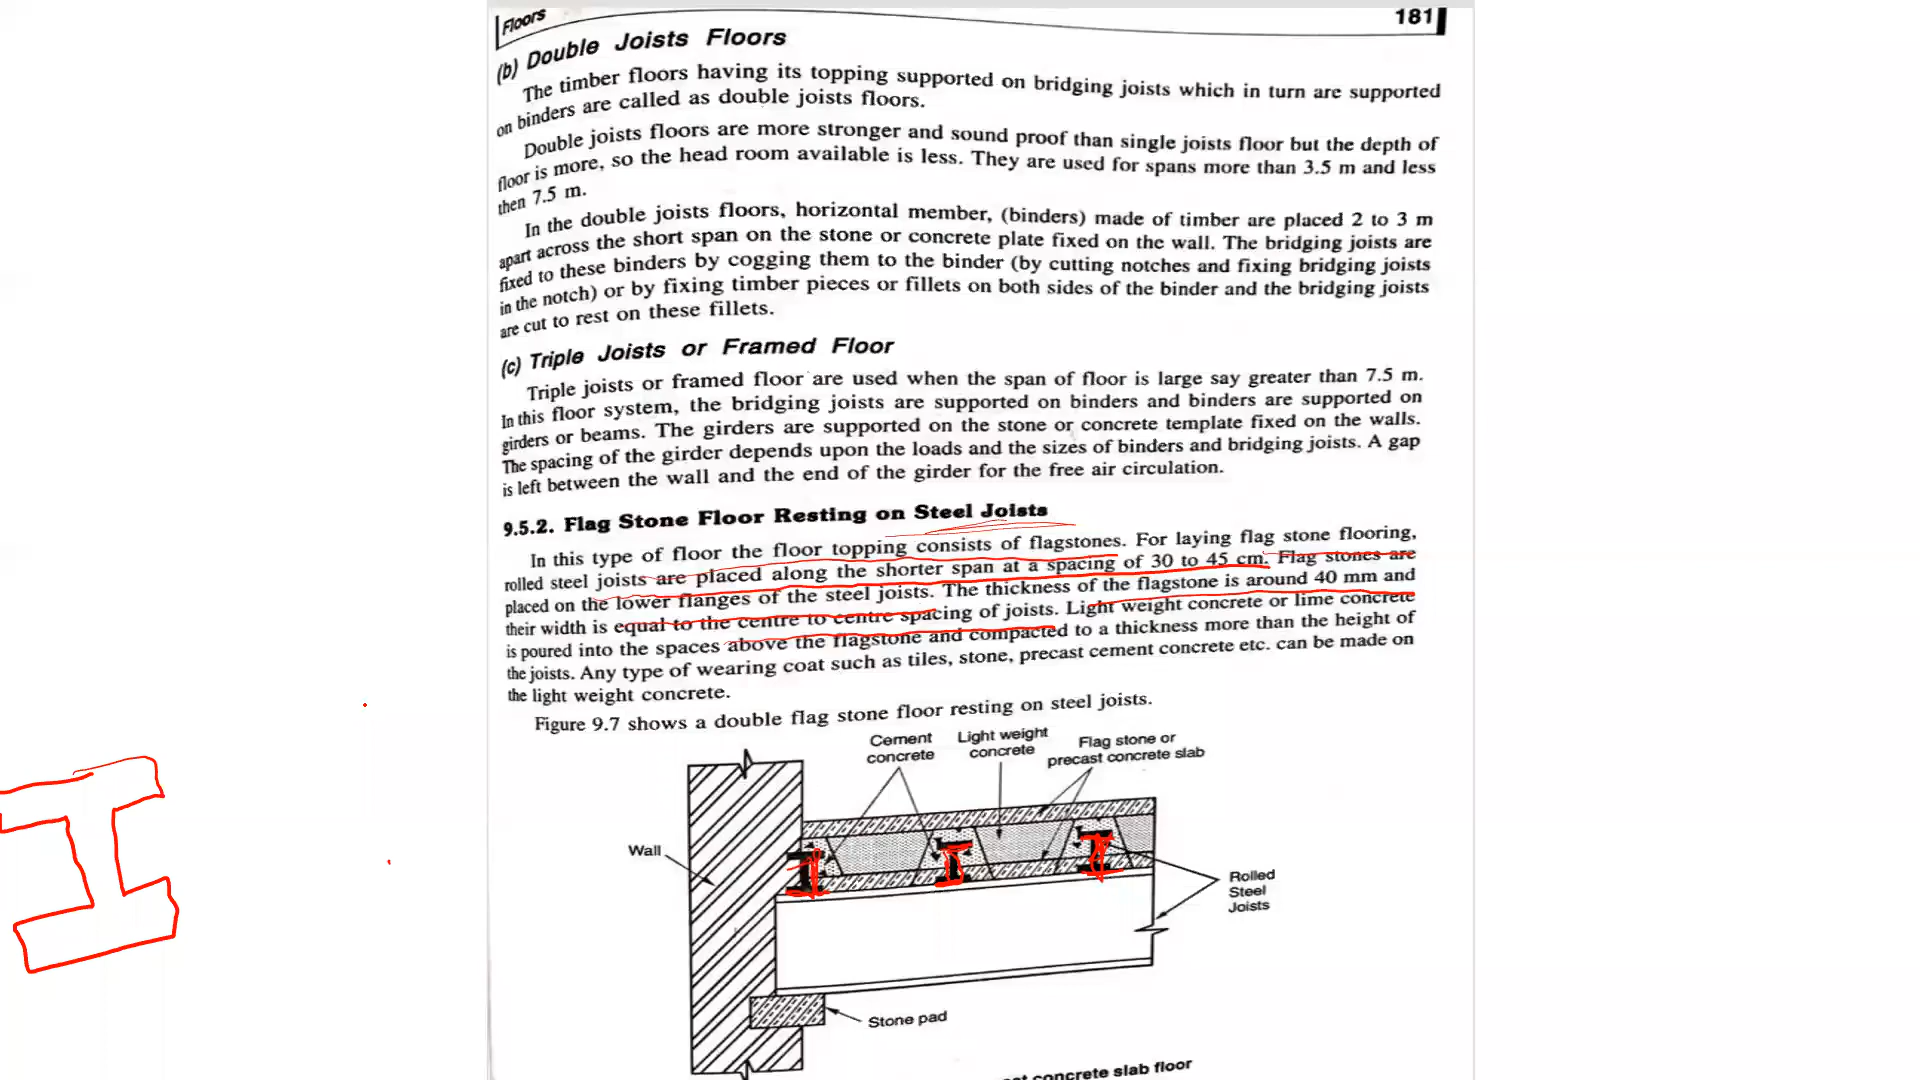 Floors
181
(b) Double Joists Floors
The timber floors having its topping supported on bridging joists which in turn are supported
on binders are called as double joists floors.
Double joists floors are more stronger and sound proof than single joists floor but the depth of
floor is more, so the head room available is less. They are used for spans more than 3.5 m and less
then 7.5 m.
In the double joists floors, horizontal member, (binders) made of timber are placed 2 to 3 m
apart across the short span on the stone or concrete plate fixed on the wall. The bridging joists are
fixed to these binders by cogging them to the binder (by cutting notches and fixing bridging joists
in the notch) or by fixing timber pieces or fillets on both sides of the binder and the bridging joists
are cut to rest on these fillets.
(c) Triple Joists or Framed Floor
Triple joists or framed floor are used when the span of floor is large say greater than 7.5 m.
In this floor system, the bridging joists are supported on binders and binders are supported on
girders or beams. The girders are supported on the stone or concrete template fixed on the walls.
The spacing of the girder depends upon the loads and the sizes of binders and bridging joists. A gap
is left between the wall and the end of the girder for the free air circulation.
9.5.2. Flag Stone Floor Resting on Steel Joists
In this type of floor the floor topping consists of flagstones. For laying flag stone flooring,
rolled steel joists are placed along the shorter span at a spacing of 30 to 45 cm. Flag stones are
placed on the lower flanges of the steel joists. The thickness of the flagstone is around 40 mm and
their width is equal to the centre to centre spacing of joists. Light weight concrete or lime concrete
is poured into the spaces above the flagstone and compacted to a thickness more than the height of
the joists. Any type of wearing coat such as tiles, stone, precast cement concrete etc. can be made on
the light weight concrete.
Figure 9.7 shows a double flag stone floor resting on steel joists.
Cement
concrete
Light weight
concrete
Flag stone or
precast concrete slab
Wall
Rolled
Steel
Joists
Stone pad
concrete slab floor